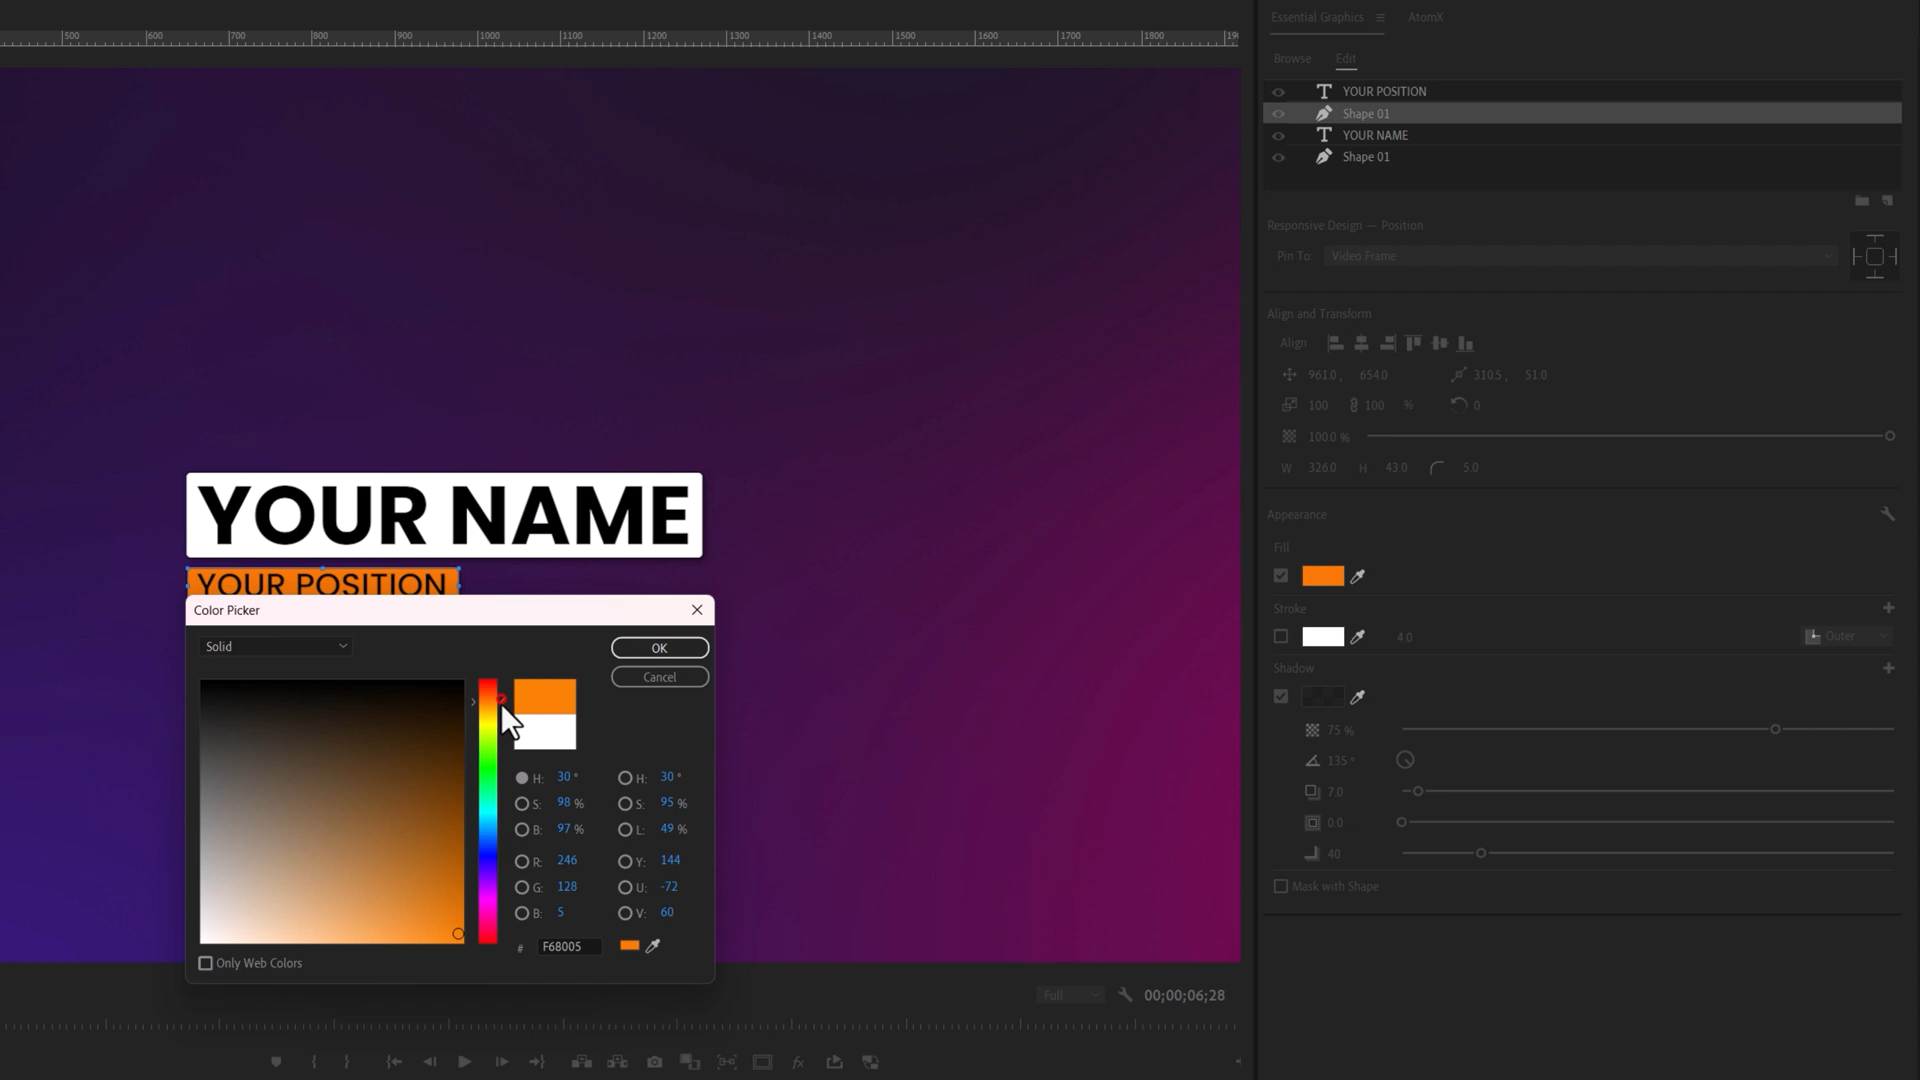 Essential Graphics
AtomX
500 600 700 800 900 1000 1100 1200 1300 1400 1500 1600 1700 1800
Browse
Edit
YOUR POSITION
Shape 01
YOUR NAME
Shape 01
Responsive Design — Position
Pin To:
Video Frame
Align and Transform
Align
961.0 , 654.0 310.5 , 51.0
100 100 % 0
100.0 %
W 326.0 H 43.0 5.0
YOUR NAME
YOUR POSITION
Appearance
Fill
Stroke
4.0
Outer
Shadow
75 %
135 °
7.0
0.0
40
Mask with Shape
Color Picker
Solid
OK
Cancel
H: 30 ° H: 30 °
S: 98 % S: 95 %
B: 97 % L: 49 %
R: 246 Y: 144
G: 128 U: -72
B: 5 V: 60
# F68005
Only Web Colors
Full
00;00;06;28
fx